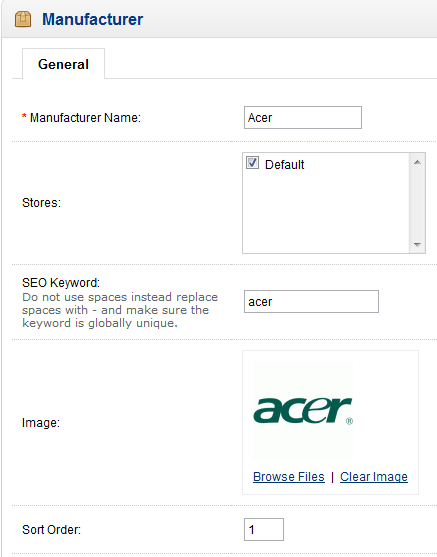 Manufacturer
General
* Manufacturer Name:
Acer
Stores:
Default
SEO Keyword:
Do not use spaces instead replace
spaces with - and make sure the
keyword is globally unique.
acer
Image:
acer®
Browse Files | Clear Image
Sort Order:
1